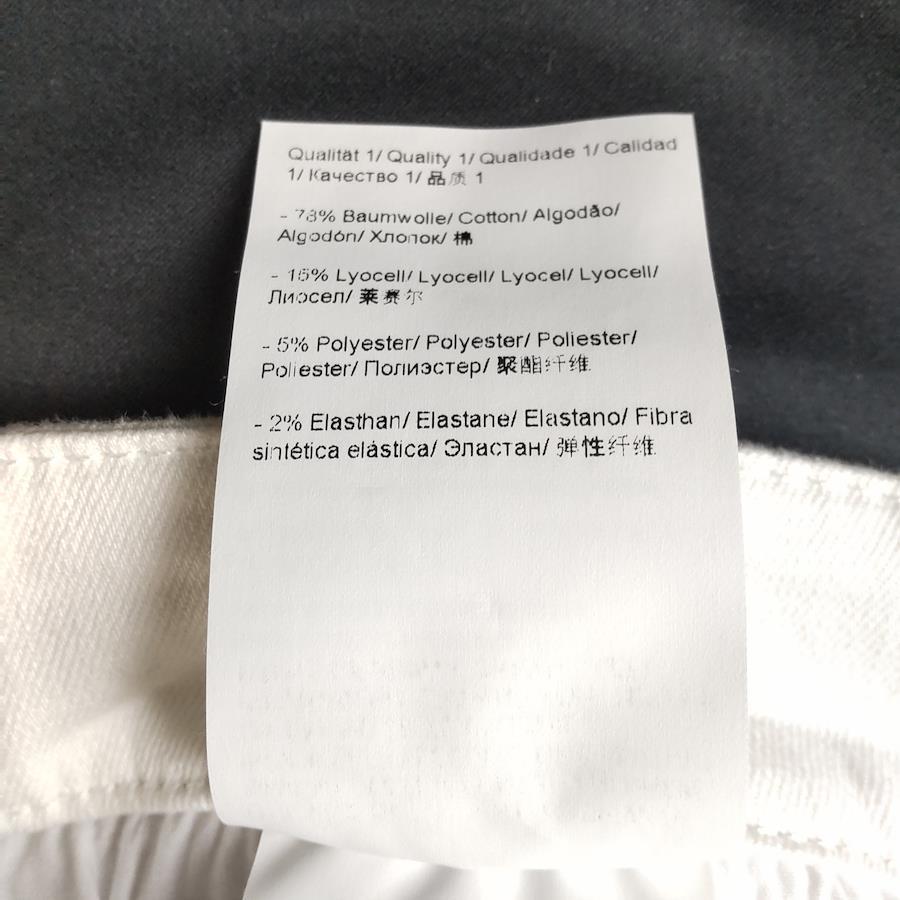 Qualität 1/ Quality 1/ Qualidade 1/ Calidad
1/ Качество 1/ 品质 1
- 78% Baumwolle/ Cotton/ Algodão/
Algodón/ Хлопок/ 棉
- 15% Lyocell/ Lyocell/ Lyocel/ Lyocell/
Лиосел/ 莱赛尔
- 5% Polyester/ Polyester/ Poliester/
Poliester/ Полиэстер/ 聚酯纤维
- 2% Elasthan/ Elastane/ Elastano/ Fibra
sintética elástica/ Эластан/ 弹性纤维